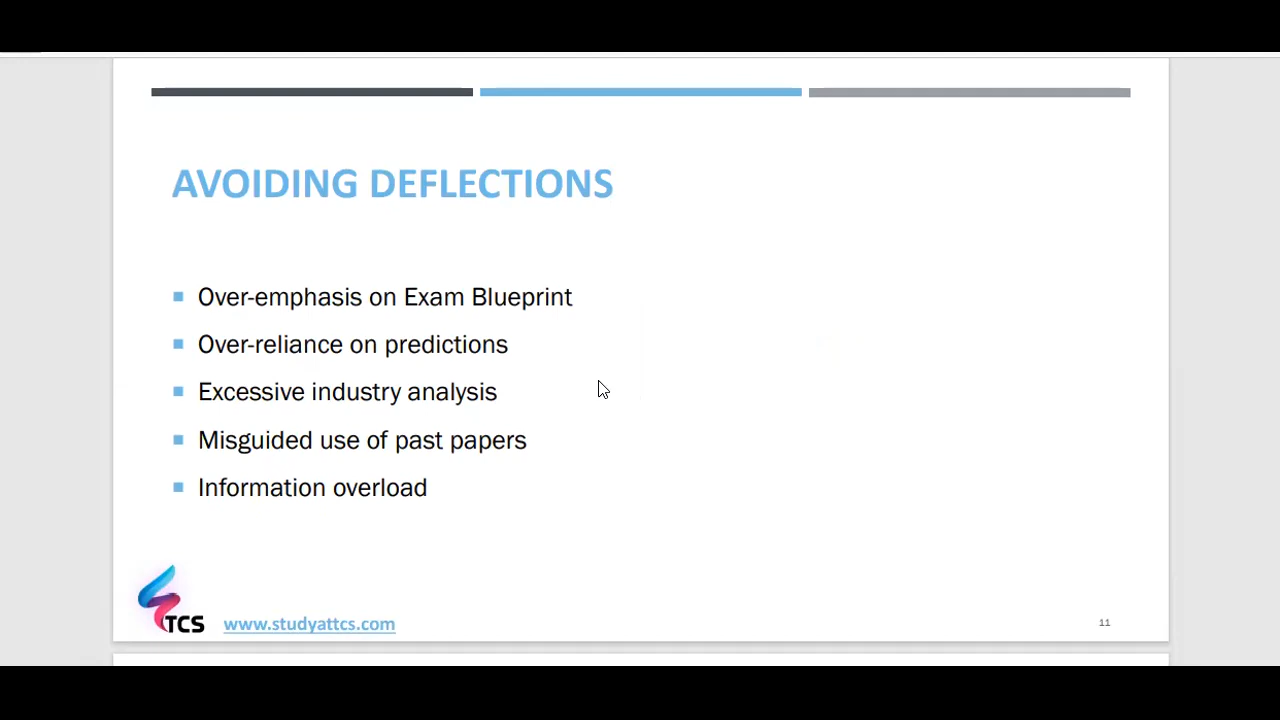 AVOIDING DEFLECTIONS
Over-emphasis on Exam Blueprint
Over-reliance on predictions
Excessive industry analysis
Misguided use of past papers
Information overload
TCS
www.studyattcs.com
11